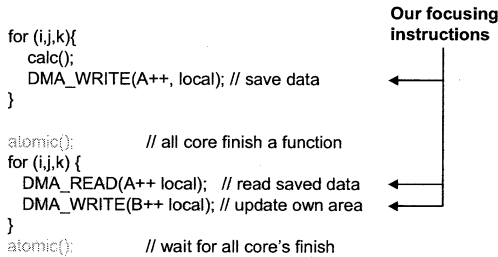 Our focusing
instructions
for (i,j,k){
calc();
DMA_WRITE(A++, local); // save data
}
atomic(); // all core finish a function
for (i,j,k) {
DMA_READ(A++ local); // read saved data
DMA_WRITE(B++ local); // update own area
}
atomic(); // wait for all core's finish